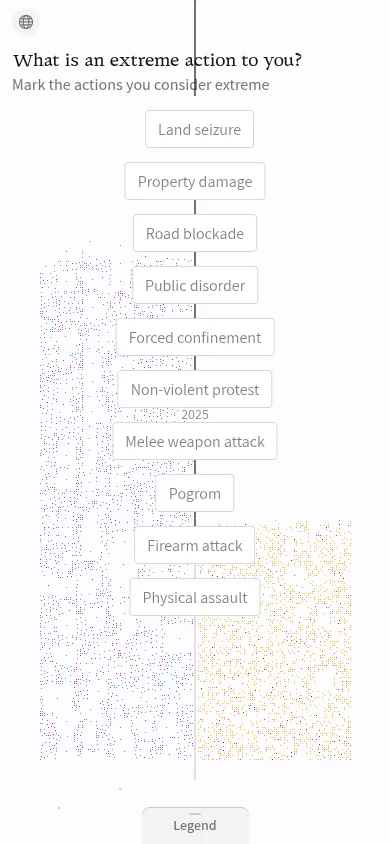 What is an extreme action to you?
Mark the actions you consider extreme
Land seizure
Property damage
Road blockade
Public disorder
Forced confinement
Non-violent protest
2025
Melee weapon attack
Pogrom
Firearm attack
Physical assault
Legend